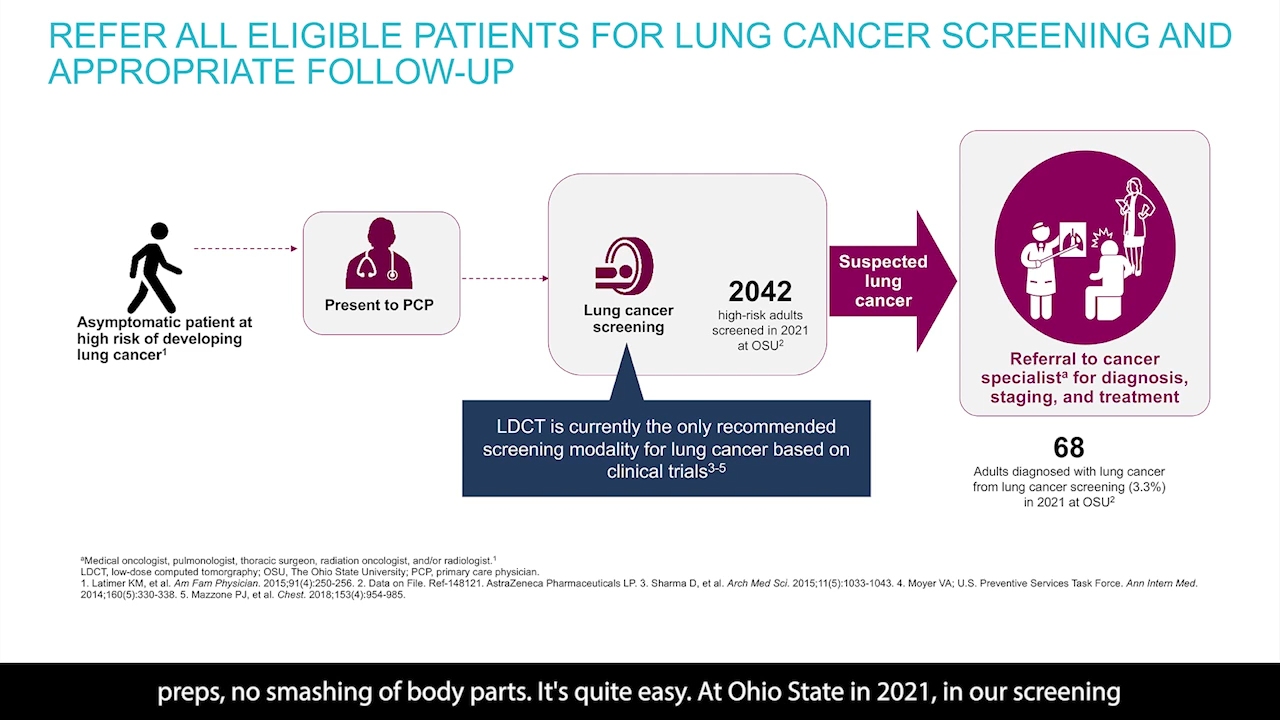 REFER ALL ELIGIBLE PATIENTS FOR LUNG CANCER SCREENING AND
APPROPRIATE FOLLOW-UP
Asymptomatic patient at
high risk of developing
lung cancer¹
Present to PCP
Lung cancer
screening
2042
high-risk adults
screened in 2021
at OSU²
Suspected
lung
cancer
Referral to cancer
specialistᵃ for diagnosis,
staging, and treatment
LDCT is currently the only recommended
screening modality for lung cancer based on
clinical trials³⁻⁵
68
Adults diagnosed with lung cancer
from lung cancer screening (3.3%)
in 2021 at OSU²
ᵃMedical oncologist, pulmonologist, thoracic surgeon, radiation oncologist, and/or radiologist.¹
LDCT, low-dose computed tomorgraphy; OSU, The Ohio State University; PCP, primary care physician.
1. Latimer KM, et al. Am Fam Physician. 2015;91(4):250-256. 2. Data on File. Ref-148121. AstraZeneca Pharmaceuticals LP. 3. Sharma D, et al. Arch Med Sci. 2015;11(5):1033-1043. 4. Moyer VA; U.S. Preventive Services Task Force. Ann Intern Med.
2014;160(5):330-338. 5. Mazzone PJ, et al. Chest. 2018;153(4):954-985.
preps, no smashing of body parts. It's quite easy. At Ohio State in 2021, in our screening